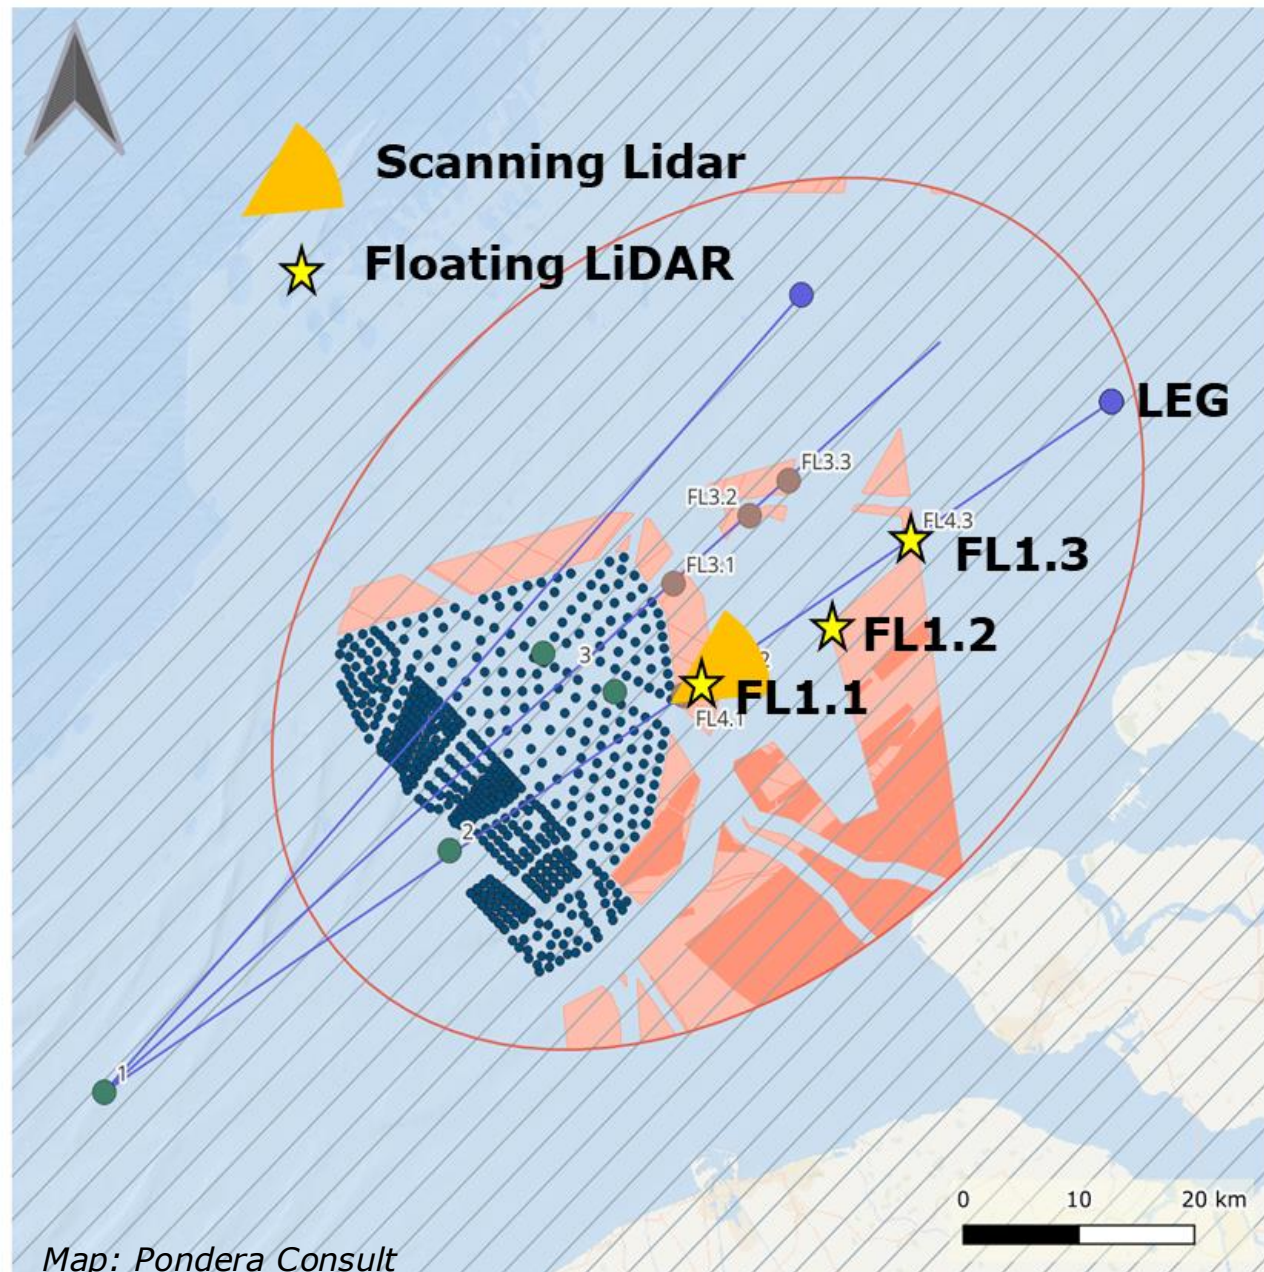 Scanning Lidar
Floating LiDAR
LEG
FL3.3
FL3.2
FL4.3
FL1.3
FL3.1
FL1.2
3
2
FL1.1
FL4.1
2
1
0 10 20 km
Map: Pondera Consult